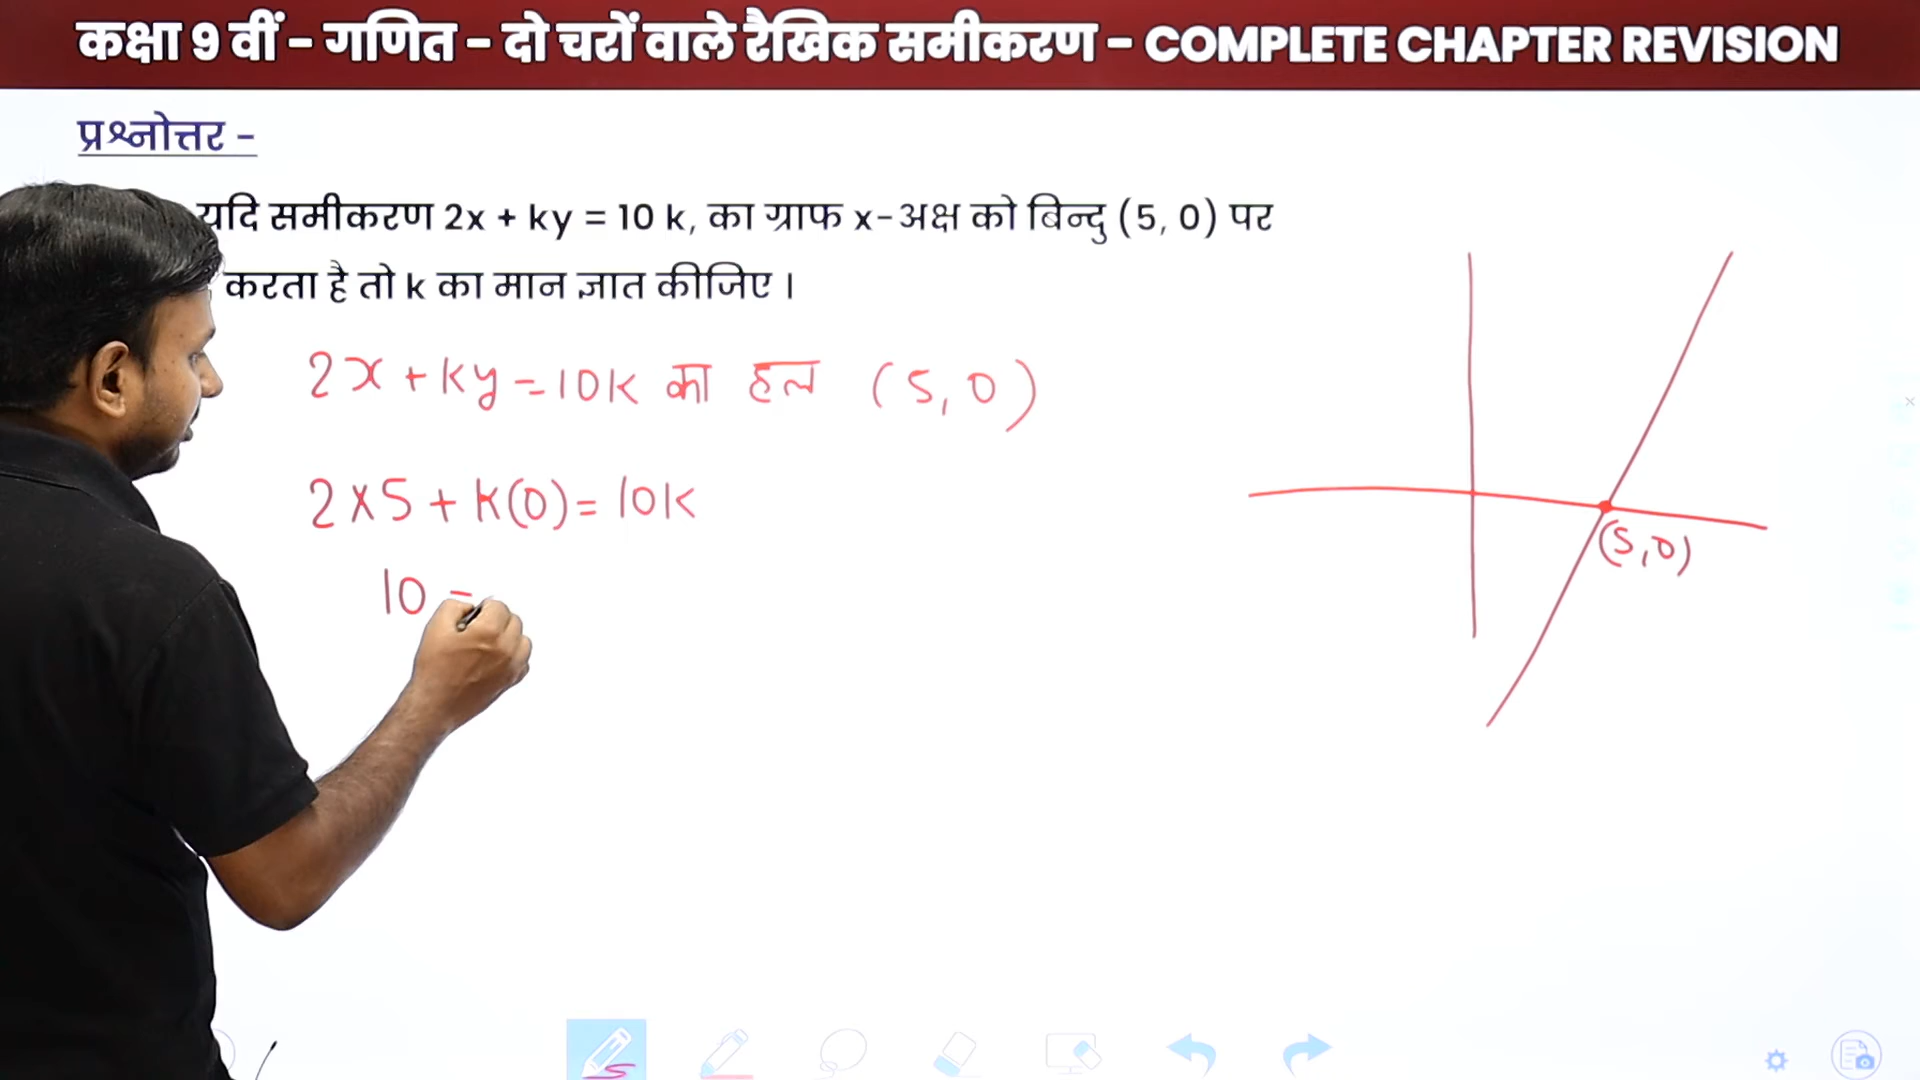 कक्षा 9 वीं - गणित - दो चरों वाले रैखिक समीकरण - COMPLETE CHAPTER REVISION
प्रश्नोत्तर -
यदि समीकरण 2x + ky = 10 k, का ग्राफ x-अक्ष को बिन्दु (5, 0) पर
करता है तो k का मान ज्ञात कीजिए ।
2x + ky = 10k का हल (5, 0)
2 × 5 + k(0) = 10k
10 =
(5, 0)